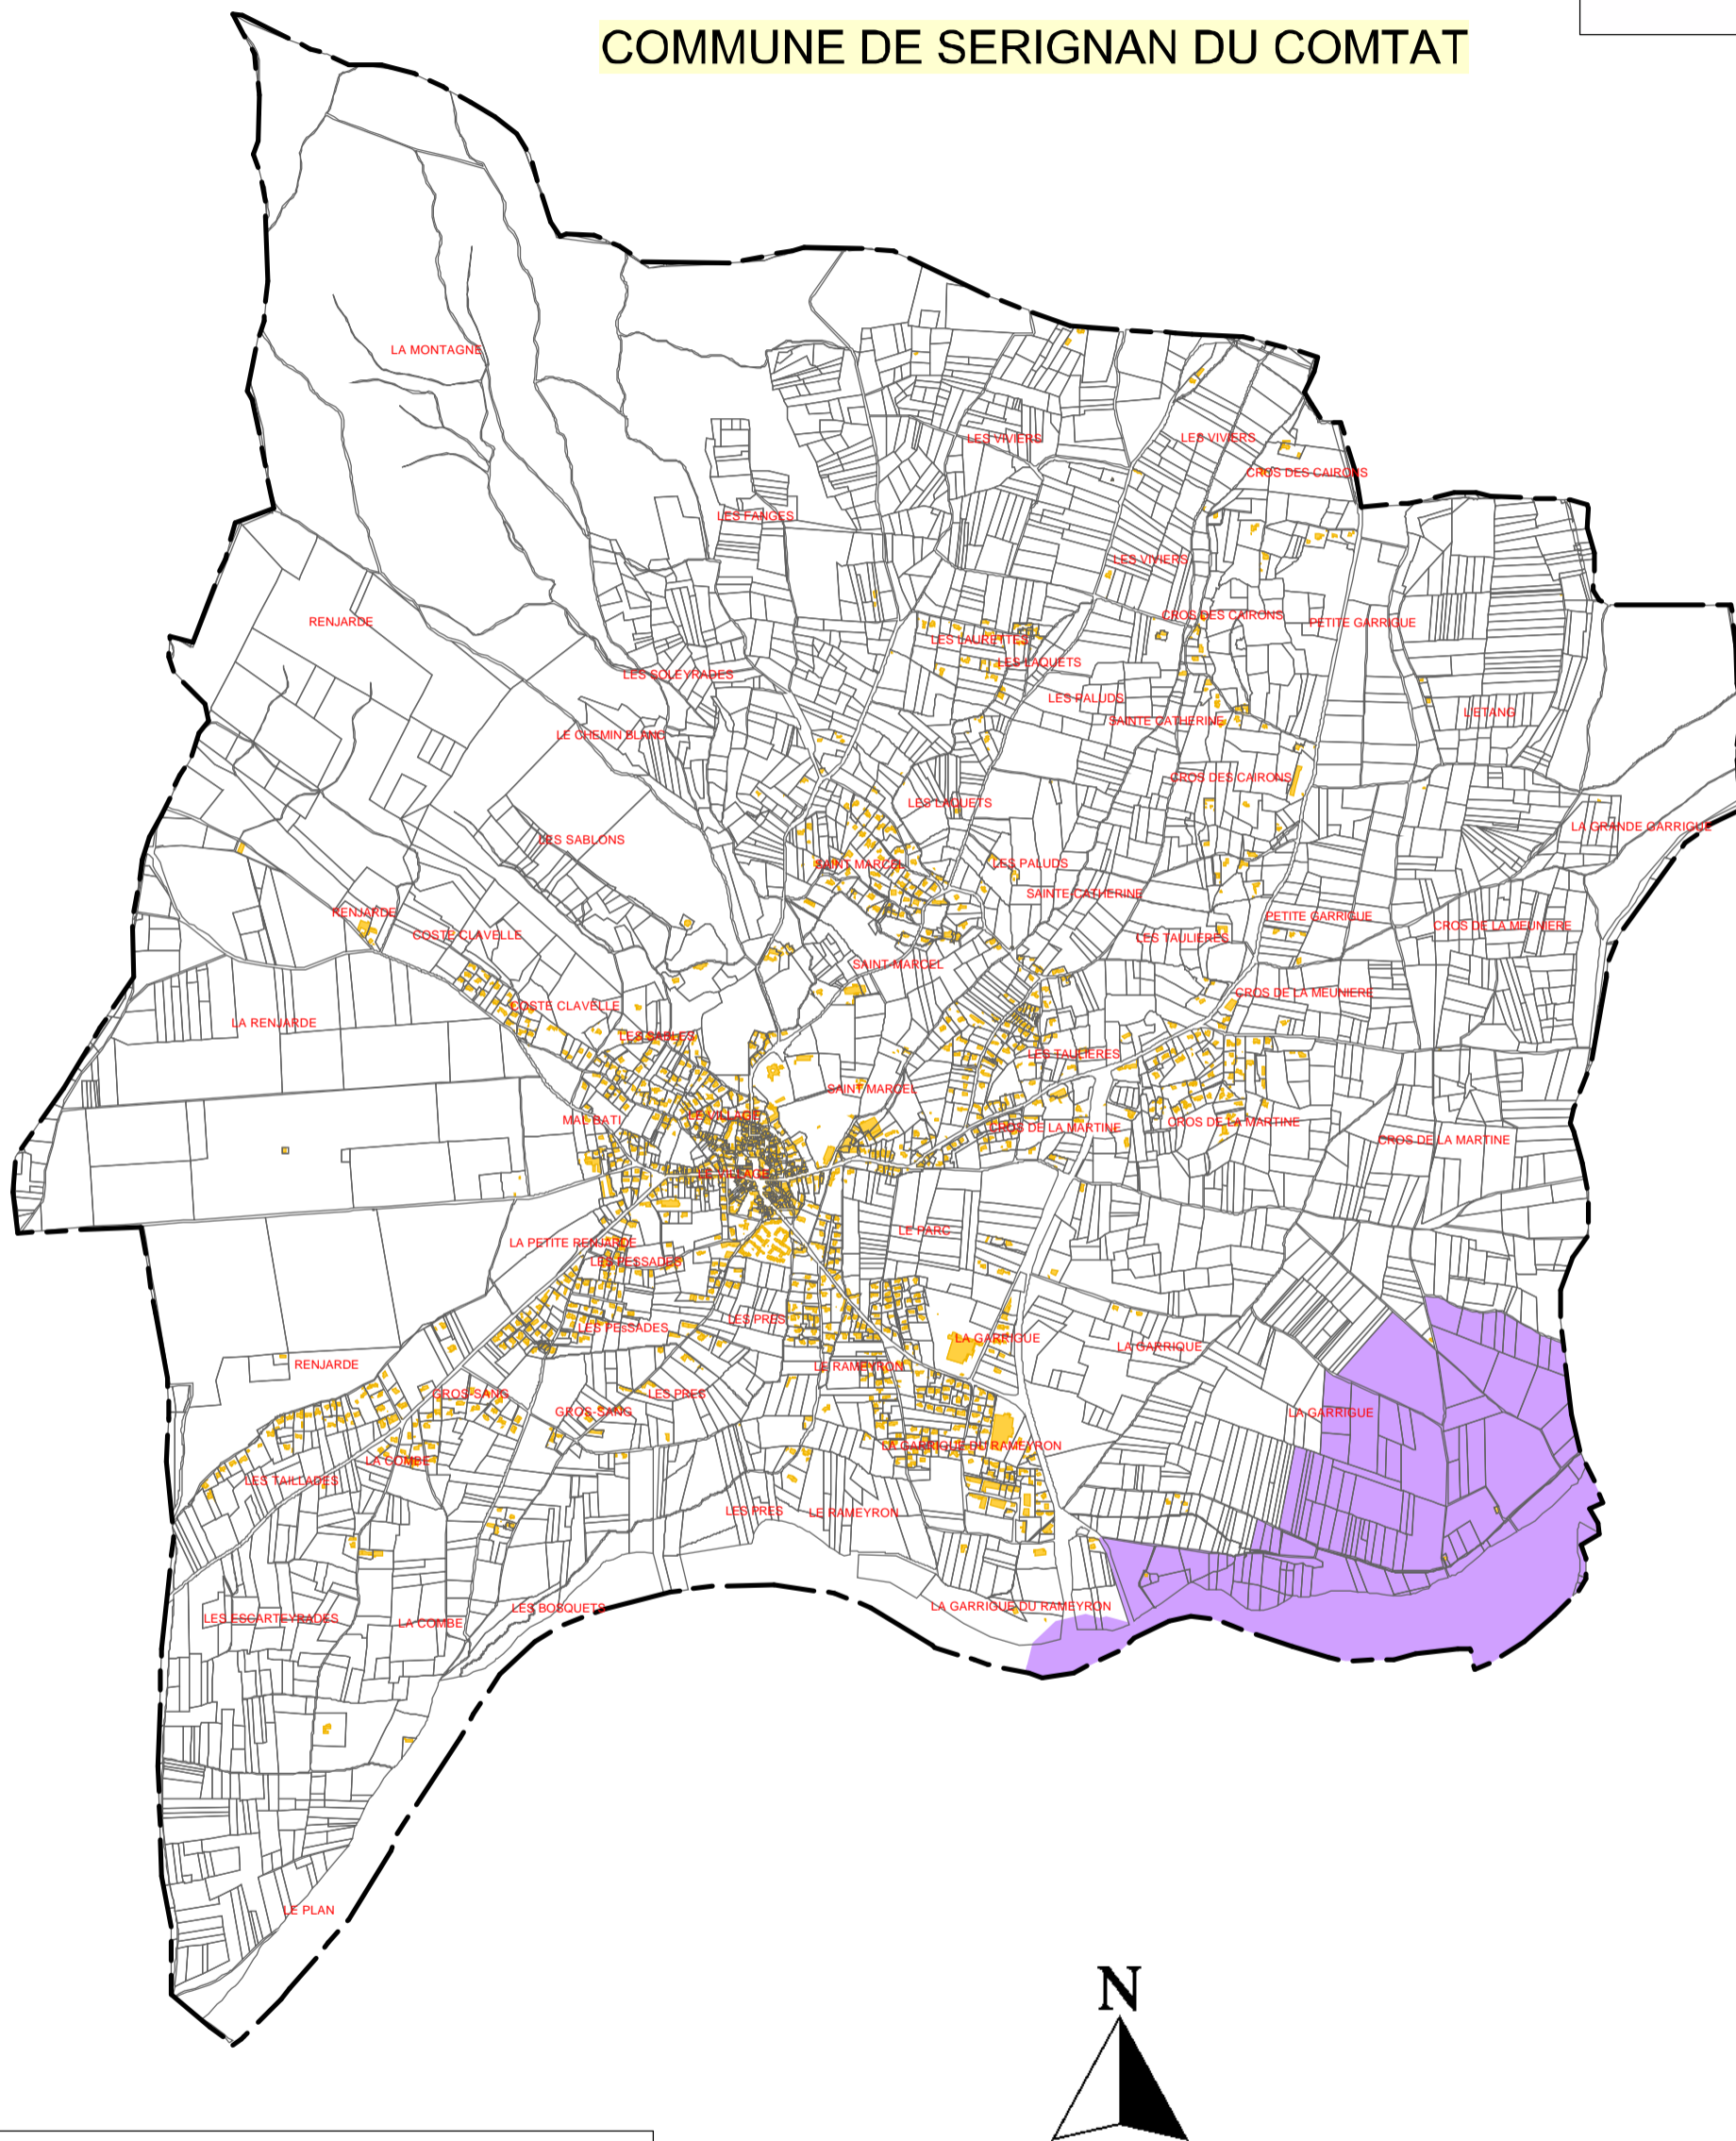 COMMUNE DE SERIGNAN DU COMTAT
LA MONTAGNE
LES VIVIERS
LES VIVIERS
CROS DES CAIRONS
LES FANGES
LES VIVIERS
CROS DES CAIRONS
RENJARDE
PETITE GARRIGUE
LES LAURETTES
LES LAQUETS
LES SOLEYRADES
LES PALUDS
L'ETANG
SAINTE CATHERINE
LE CHEMIN BLANC
CROS DES CAIRONS
LES LAQUETS
LA GRANDE GARRIGUE
LES SABLONS
SAINT MARCEL
LES PALUDS
SAINTE CATHERINE
RENJARDE
PETITE GARRIGUE
CROS DE LA MEUNIERE
COSTE CLAVELLE
LES TAULIERES
SAINT MARCEL
CROS DE LA MEUNIERE
COSTE CLAVELLE
LA RENJARDE
LES SABLES
LES TAULIERES
SAINT MARCEL
LE VILLAGE
MAL BATI
CROS DE LA MARTINE
CROS DE LA MARTINE
CROS DE LA MARTINE
LE VILLAGE
LE PARC
LA PETITE RENJARDE
LES PESSADES
LES PRES
LES PEsSADES
LA GARRIGUE
LA GARRIQUE
RENJARDE
LE RAMEYRON
GROS-SANG
LES PRES
GROS-SANG
LA GARRIGUE
LA GARRIQUE DU RAMEYRON
LA COMBE
LES TAILLADES
LES PRES
LE RAMEYRON
LES BOSQUETS
LA GARRIGUE DU RAMEYRON
LES ESCARTEYRADES
LA COMBE
LE PLAN
N